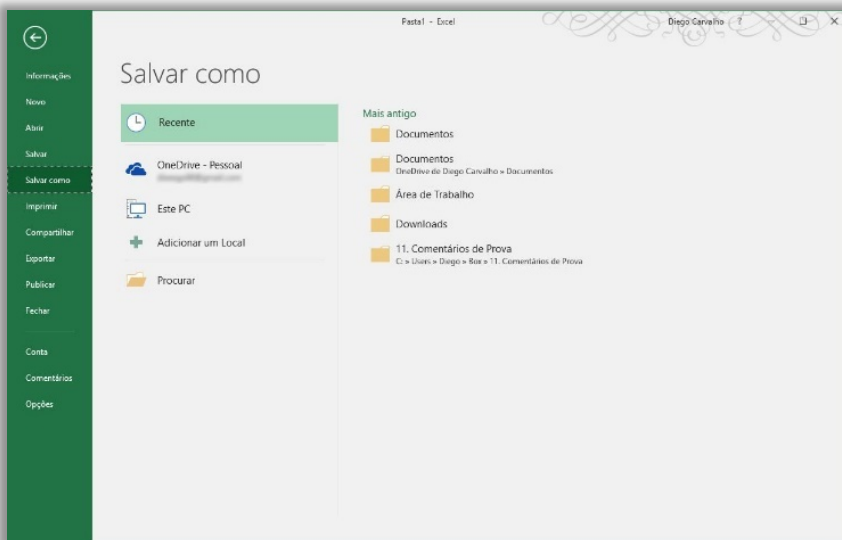 Pasta1 - Excel
Diego Carvalho
?
Informações
Novo
Abrir
Salvar
Salvar como
Imprimir
Compartilhar
Exportar
Publicar
Fechar
Conta
Comentários
Opções
Salvar como
Recente
OneDrive - Pessoal
Este PC
Adicionar um Local
Procurar
Mais antigo
Documentos
Documentos
OneDrive de Diego Carvalho » Documentos
Área de Trabalho
Downloads
11. Comentários de Prova
C: » Users » Diego » Box » 11. Comentários de Prova